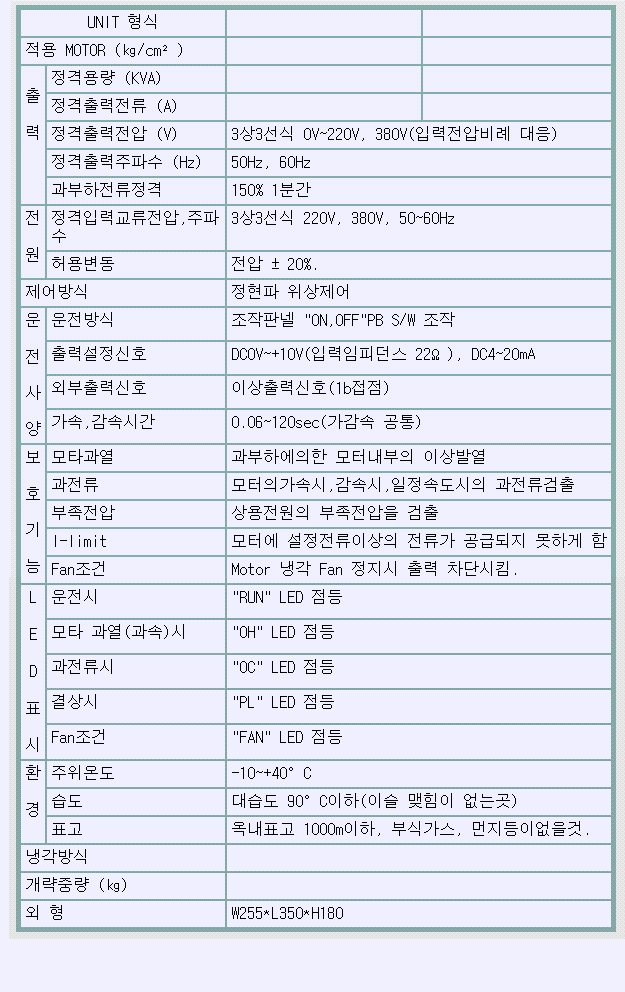 UNIT 형식
적용 MOTOR (㎏/cm² )
출력
정격용량 (KVA)
정격출력전류 (A)
정격출력전압 (V) 3상3선식 0V~220V, 380V(입력전압비례 대응)
정격출력주파수 (Hz) 50Hz, 60Hz
과부하전류정격 150% 1분간
전원
정격입력교류전압,주파 3상3선식 220V, 380V, 50~60Hz
수
허용변동 전압 ± 20%.
제어방식 정현파 위상제어
운전사양
운전방식 조작판넬 "ON,OFF"PB S/W 조작
출력설정신호 DC0V~+10V(입력임피던스 22Ω ), DC4~20mA
외부출력신호 이상출력신호(1b접점)
가속,감속시간 0.06~120sec(가감속 공통)
보호기능
모타과열 과부하에의한 모터내부의 이상발열
과전류 모터의가속시,감속시,일정속도시의 과전류검출
부족전압 상용전원의 부족전압을 검출
I-limit 모터에 설정전류이상의 전류가 공급되지 못하게 함
Fan조건 Motor 냉각 Fan 정지시 출력 차단시킴.
LED표시
운전시 "RUN" LED 점등
모타 과열(과속)시 "OH" LED 점등
과전류시 "OC" LED 점등
결상시 "PL" LED 점등
Fan조건 "FAN" LED 점등
환경
주위온도 -10~+40° C
습도 대습도 90° C이하(이슬 맺힘이 없는곳)
표고 옥내표고 1000m이하, 부식가스, 먼지등이없을것.
냉각방식
개략중량 (㎏)
외 형 W255*L350*H180